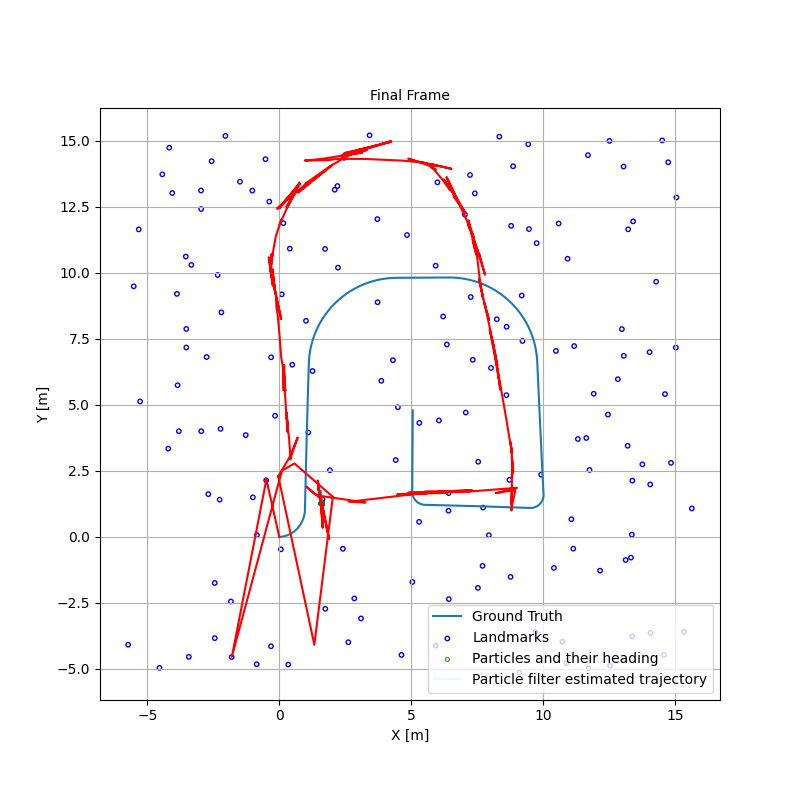 Final Frame
15.0
12.5
10.0
7.5
5.0
2.5
0.0
−2.5
−5.0
Y [m]
−5
0
5
10
15
X [m]
Ground Truth
Landmarks
Particles and their heading
Particle filter estimated trajectory